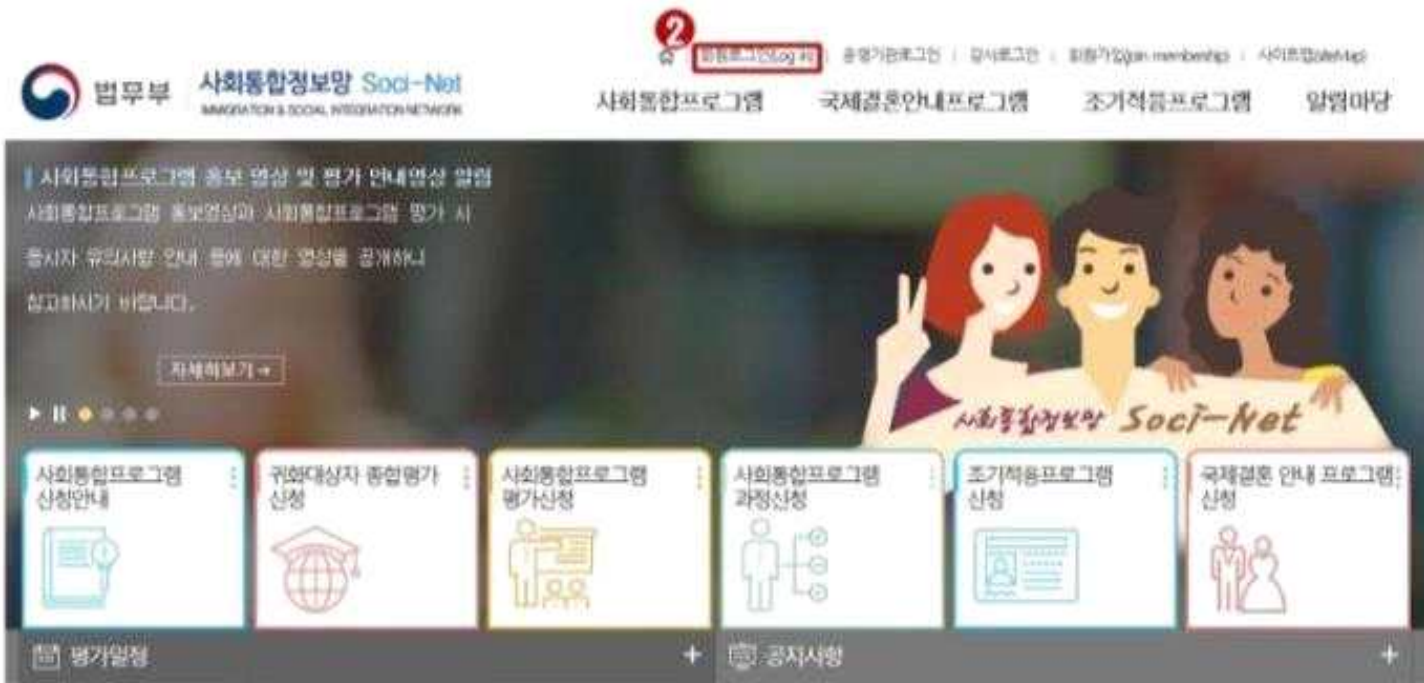 2
회원로그인(Log in) | 운영기관로그인 | 강사로그인 | 회원가입(join membership) | 사이트맵(siteMap)
법무부 사회통합정보망 Soci-Net
IMMIGRATION & SOCIAL INTEGRATION NETWORK
사회통합프로그램 국제결혼안내프로그램 조기적응프로그램 알림마당
사회통합프로그램 홍보 영상 및 평가 안내영상 알림
사회통합프로그램 홍보영상과 사회통합프로그램 평가 시
응시자 유의사항 안내 등에 대한 영상을 공개하니
참고하시기 바랍니다.
자세히보기→
사회통합정보망 Soci-Net
사회통합프로그램
신청안내
귀화대상자 종합평가
신청
사회통합프로그램
평가신청
사회통합프로그램
과정신청
조기적응프로그램
신청
국제결혼 안내 프로그램
신청
평가일정 +
공지사항 +